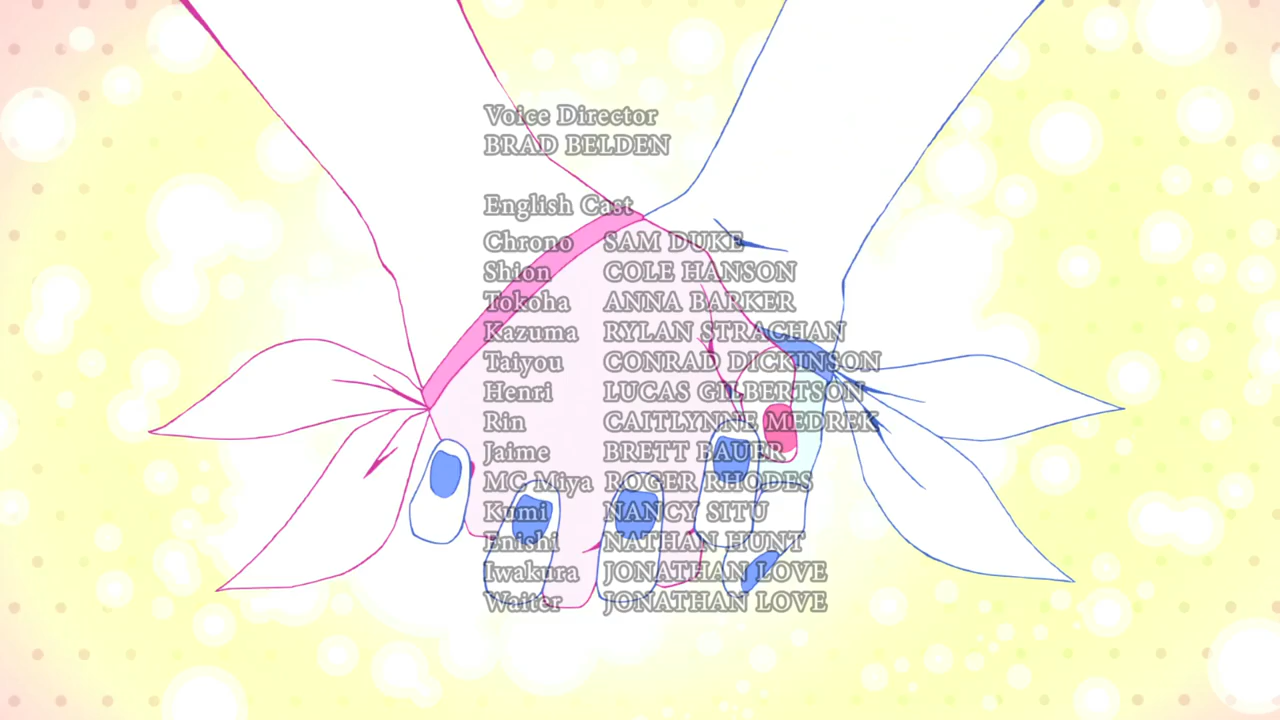 Voice Director
BRAD BELDEN
English Cast
Chrono SAM DUKE
Shion COLE HANSON
Tokoha ANNA BARKER
Kazuma RYLAN STRACHAN
Taiyou CONRAD DICKINSON
Henri LUCAS GILBERTSON
Rin CAITLYNNE MEDREK
Jaime BRETT BAUER
MC Miya ROGER RHODES
Kumi NANCY SITU
Enishi NATHAN HUNT
Iwakura JONATHAN LOVE
Waiter JONATHAN LOVE